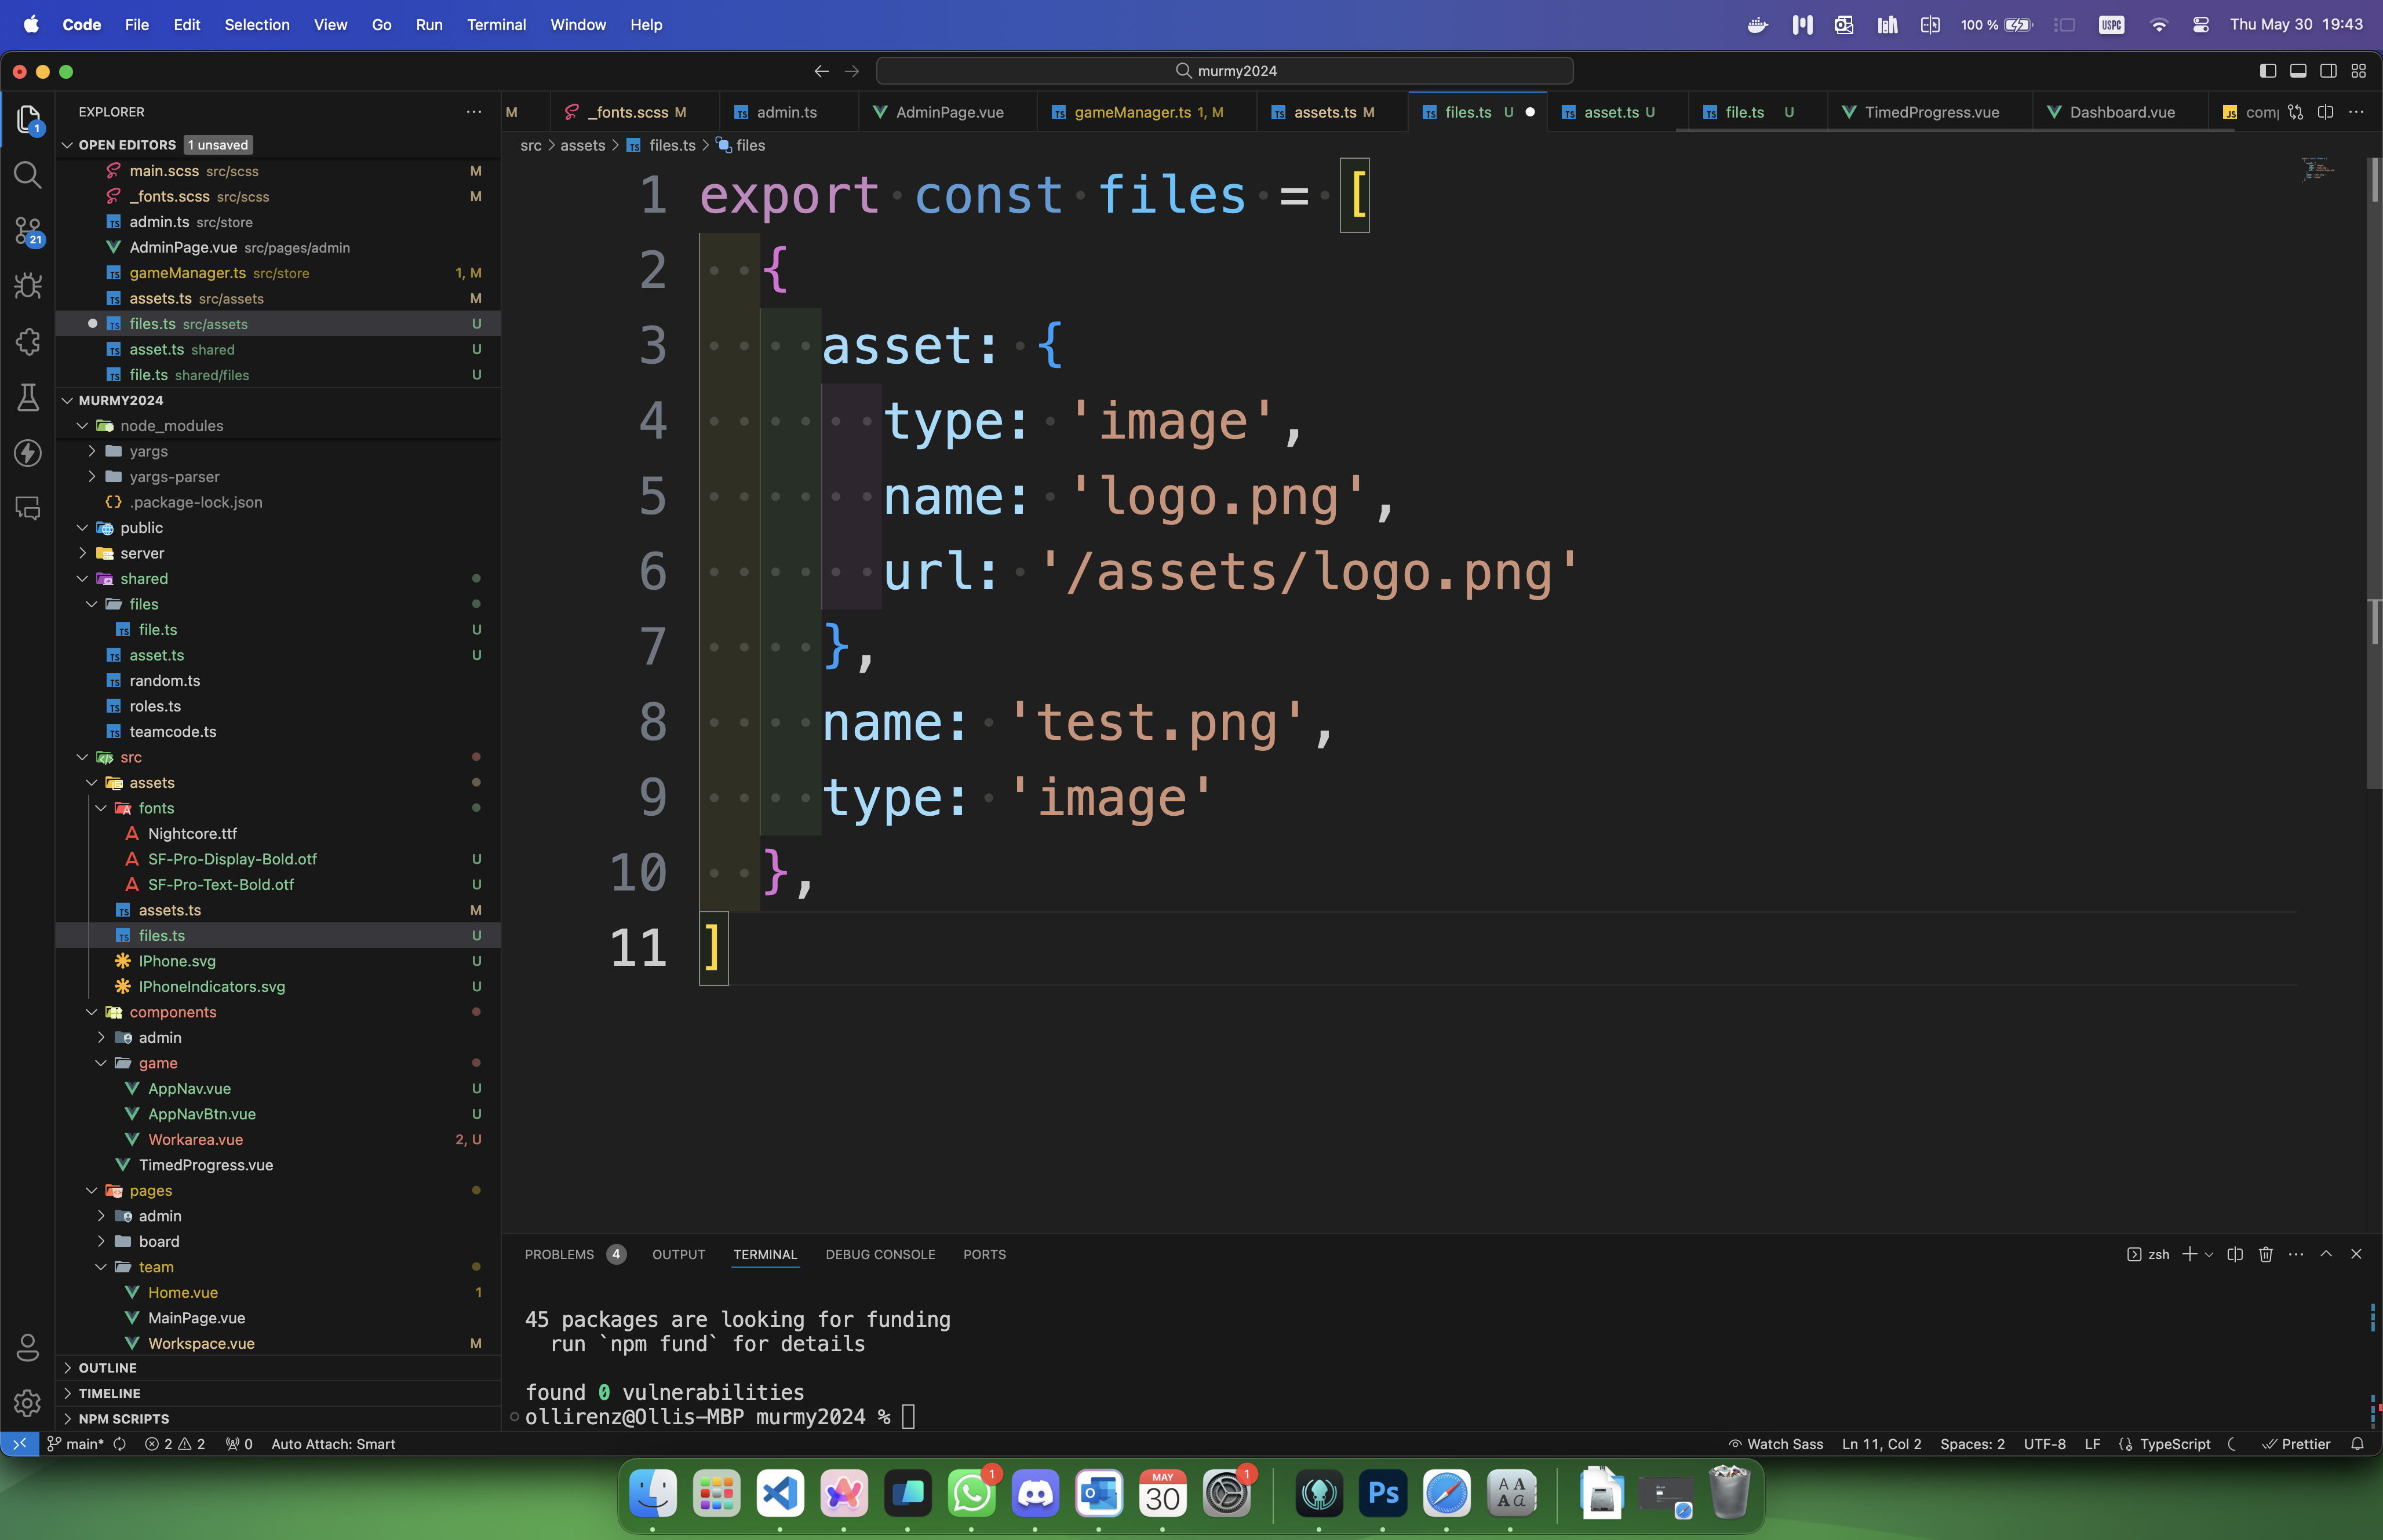 Code File Edit Selection View Go Run Terminal Window Help 100 % USPC Thu May 30 19:43
murmy2024
EXPLORER
OPEN EDITORS 1 unsaved
main.scss src/scss M
_fonts.scss src/scss M
admin.ts src/store
AdminPage.vue src/pages/admin
gameManager.ts src/store 1, M
assets.ts src/assets M
files.ts src/assets U
asset.ts shared U
file.ts shared/files U
MURMY2024
node_modules
yargs
yargs-parser
.package-lock.json
public
server
shared
files
file.ts U
asset.ts U
random.ts
roles.ts
teamcode.ts
src
assets
fonts
Nightcore.ttf
SF-Pro-Display-Bold.otf U
SF-Pro-Text-Bold.otf U
assets.ts M
files.ts U
IPhone.svg U
IPhoneIndicators.svg U
components
admin
game
AppNav.vue U
AppNavBtn.vue U
Workarea.vue 2, U
TimedProgress.vue
pages
admin
board
team
Home.vue 1
MainPage.vue
Workspace.vue M
OUTLINE
TIMELINE
NPM SCRIPTS
1
21
M _fonts.scss M admin.ts AdminPage.vue gameManager.ts 1, M assets.ts M files.ts U asset.ts U file.ts U TimedProgress.vue Dashboard.vue JS comp
src > assets > TS files.ts > files
1 export const files = [
2 {
3 asset: {
4 type: 'image',
5 name: 'logo.png',
6 url: '/assets/logo.png'
7 },
8 name: 'test.png',
9 type: 'image'
10 },
11 ]
PROBLEMS 4 OUTPUT TERMINAL DEBUG CONSOLE PORTS zsh
45 packages are looking for funding
run `npm fund` for details
found 0 vulnerabilities
ollirenz@Ollis-MBP murmy2024 %
main* 2 2 0 Auto Attach: Smart Watch Sass Ln 11, Col 2 Spaces: 2 UTF-8 LF TypeScript Prettier
1 MAY 30 1 Ps